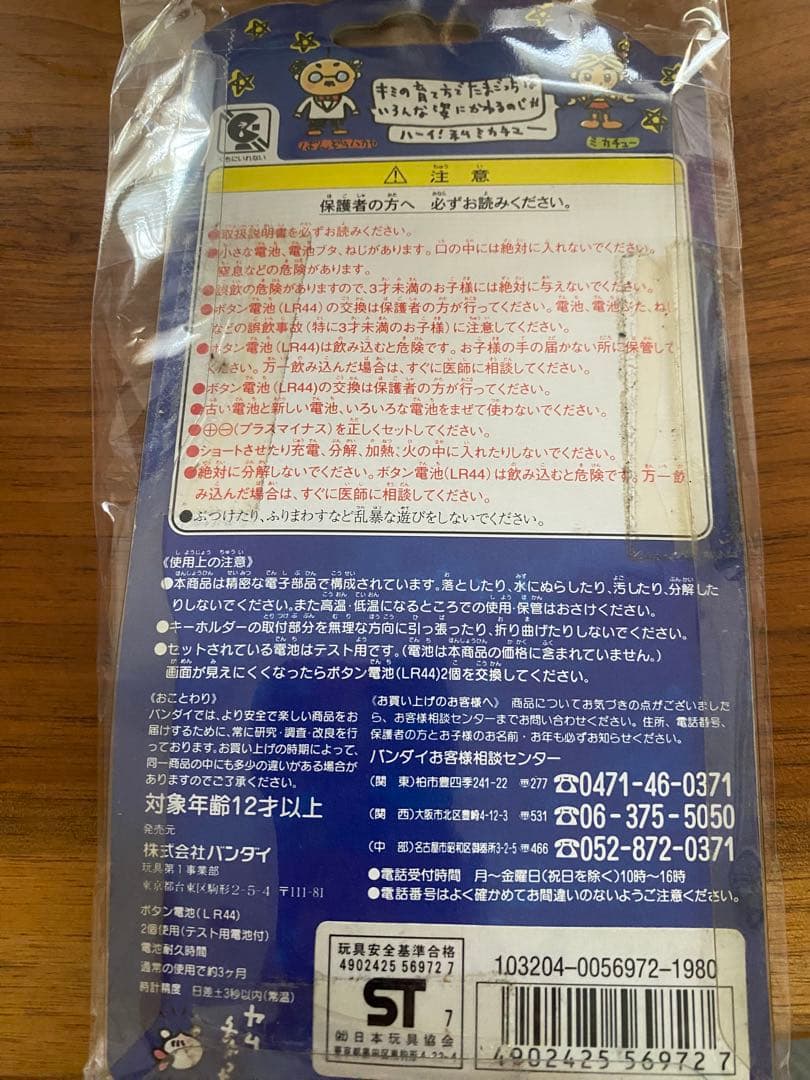 キミの育て方でたまごっちは
いろんな姿にかわるのじゃ
ハーイ!私ミカチュー
ばんぞうはかせ
ミカチュー
くちにいれない
注意
保護者の方へ 必ずお読みください。
●取扱説明書を必ずお読みください。
●小さな電池、電池ブタ、ねじがあります。口の中には絶対に入れないでください。
窒息などの危険があります。
●誤飲の危険がありますので、3才未満のお子様には絶対に与えないでください。
●ボタン電池(LR44)の交換は保護者の方が行ってください。電池、電池ぶた、ねじ
などの誤飲事故(特に3才未満のお子様)に注意してください。
●ボタン電池(LR44)は飲み込むと危険です。お子様の手の届かない所に保管して
ください。万一飲み込んだ場合は、すぐに医師に相談してください。
●ボタン電池(LR44)の交換は保護者の方が行ってください。
●古い電池と新しい電池、いろいろな電池をまぜて使わないでください。
●⊕⊖(プラスマイナス)を正しくセットしてください。
●ショートさせたり充電、分解、加熱、火の中に入れたりしないでください。
●絶対に分解しないでください。ボタン電池(LR44)は飲み込むと危険です。万一飲
み込んだ場合は、すぐに医師に相談してください。
●ぶつけたり、ふりまわすなど乱暴な遊びをしないでください。
《使用上の注意》
●本商品は精密な電子部品で構成されています。落としたり、水にぬらしたり、汚したり、分解した
りしないでください。また高温・低温になるところでの使用・保管はおさけください。
●キーホルダーの取付部分を無理な方向に引っ張ったり、折り曲げたりしないでください。
●セットされている電池はテスト用です。(電池は本商品の価格に含まれていません。)
画面が見えにくくなったらボタン電池(LR44)2個を交換してください。
《おことわり》
バンダイでは、より安全で楽しい商品をお
届けするために、常に研究・調査・改良を行
っております。お買い上げの時期によって、
同一商品の中にも多少の違いがある場合が
ありますのでご了承ください。
対象年齢12才以上
発売元
株式会社バンダイ
玩具第1事業部
東京都台東区駒形2-5-4 〒111-81
ボタン電池(LR44)
2個使用(テスト用電池付)
電池耐久時間
通常の使用で約3ヶ月
時計精度 日差±3秒以内(常温)
《お買い上げのお客様へ》 商品についてお気づきの点がございました
ら、お客様相談センターまでお問い合わせください。住所、電話番号、
保護者の方とお子様のお名前・お年も必ずお知らせください。
バンダイお客様相談センター
(関 東)柏市豊四季241-22 〒277 ☎0471-46-0371
(関 西)大阪市北区豊崎4-12-3 〒531 ☎06-375-5050
(中 部)名古屋市昭和区御器所3-2-5 〒466 ☎052-872-0371
●電話受付時間 月~金曜日(祝日を除く)10時~16時
●電話番号はよく確かめてお間違いのないようご注意ください。
玩具安全基準合格
4902425 56972 7
ST 7
(社)日本玩具協会
東京都墨田区東駒形4-22-4
103204-0056972-1980
4902425 569727